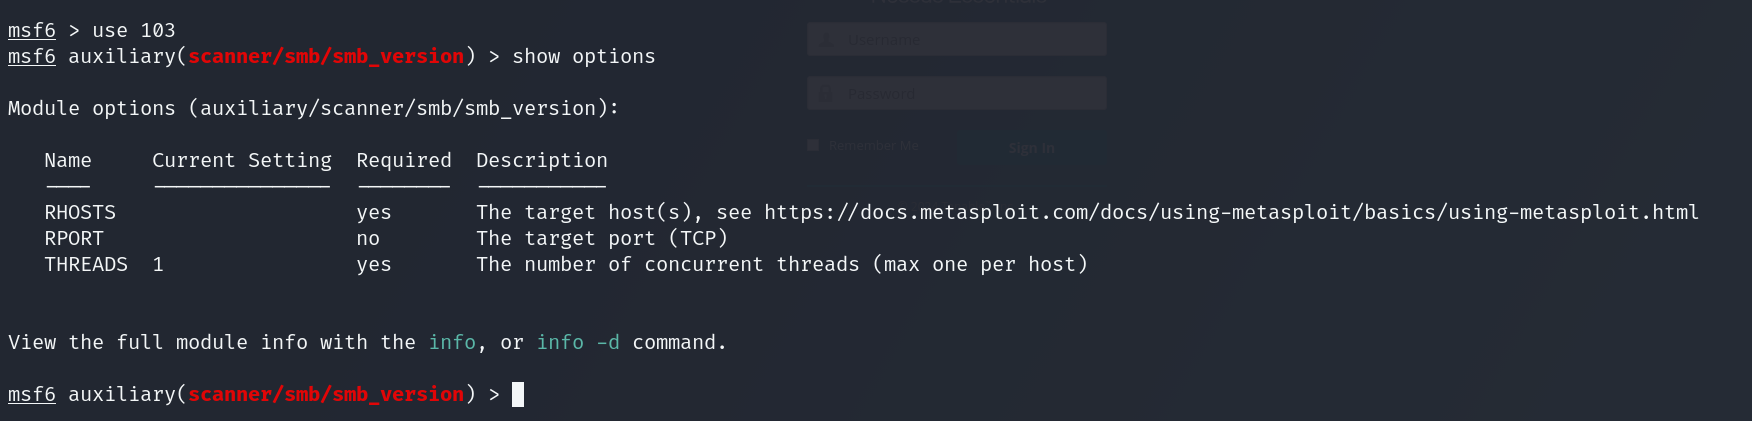 msf6 > use 103
msf6 auxiliary(scanner/smb/smb_version) > show options
Module options (auxiliary/scanner/smb/smb_version):
Name Current Setting Required Description
---- --------------- -------- -----------
RHOSTS yes The target host(s), see https://docs.metasploit.com/docs/using-metasploit/basics/using-metasploit.html
RPORT no The target port (TCP)
THREADS 1 yes The number of concurrent threads (max one per host)
View the full module info with the info, or info -d command.
msf6 auxiliary(scanner/smb/smb_version) >
Username
Password
Remember Me Sign In